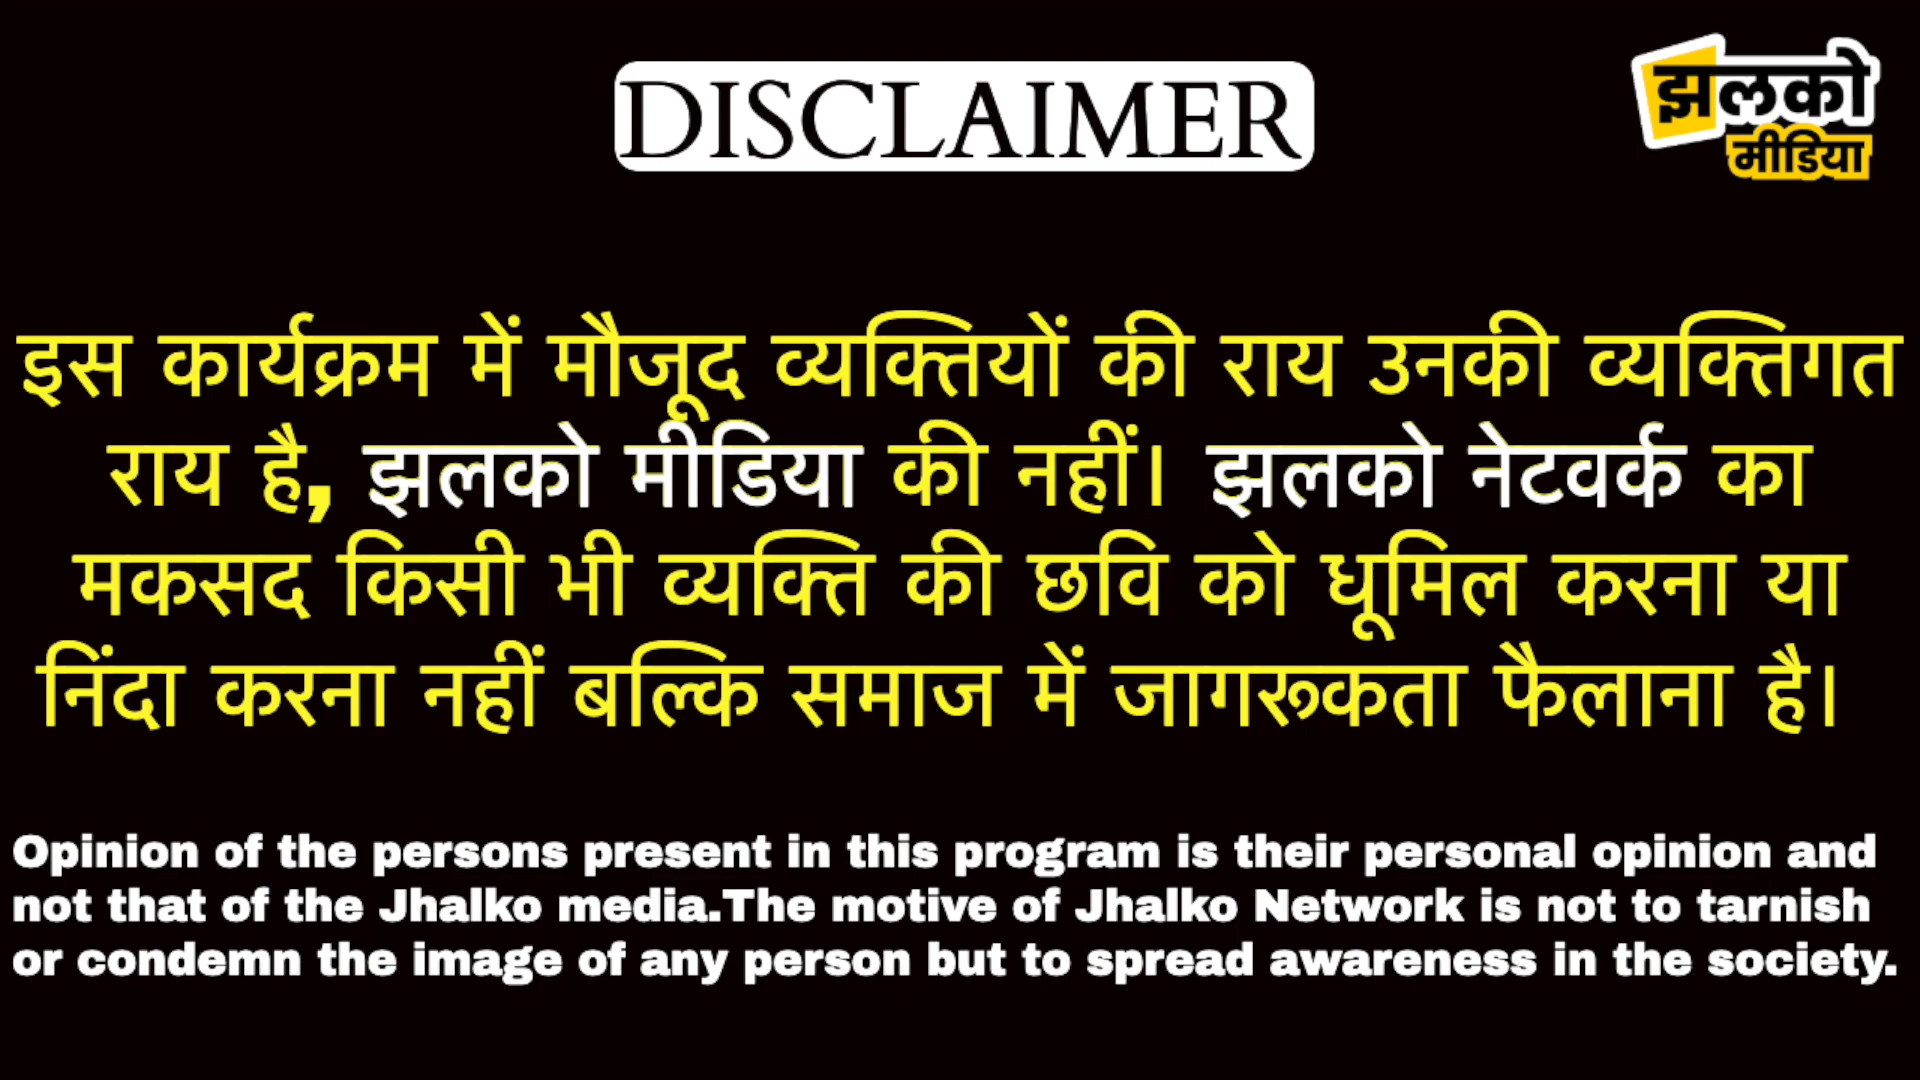 DISCLAIMER
झलको
मीडिया
इस कार्यक्रम में मौजूद व्यक्तियों की राय उनकी व्यक्तिगत
राय है, झलको मीडिया की नहीं। झलको नेटवर्क का
मकसद किसी भी व्यक्ति की छवि को धूमिल करना या
निंदा करना नहीं बल्कि समाज में जागरूकता फैलाना है।
Opinion of the persons present in this program is their personal opinion and
not that of the Jhalko media.The motive of Jhalko Network is not to tarnish
or condemn the image of any person but to spread awareness in the society.